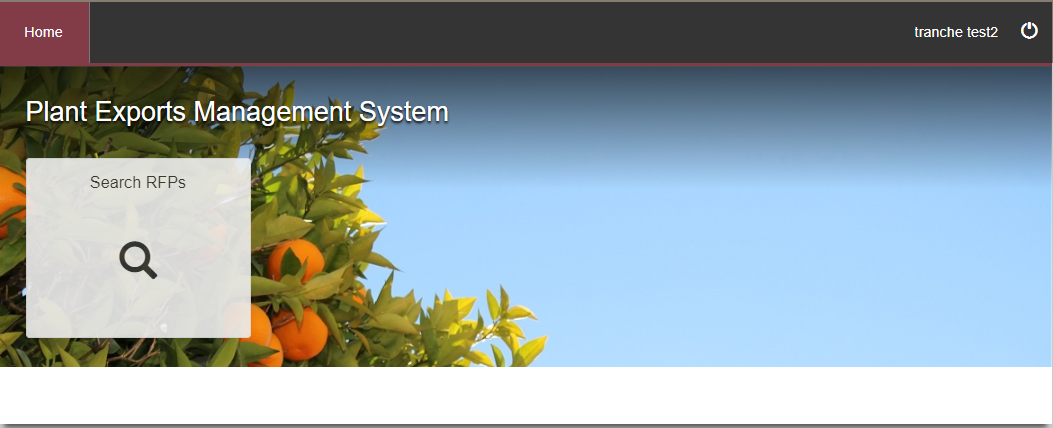 Home
tranche test2
Plant Exports Management System
Search RFPs